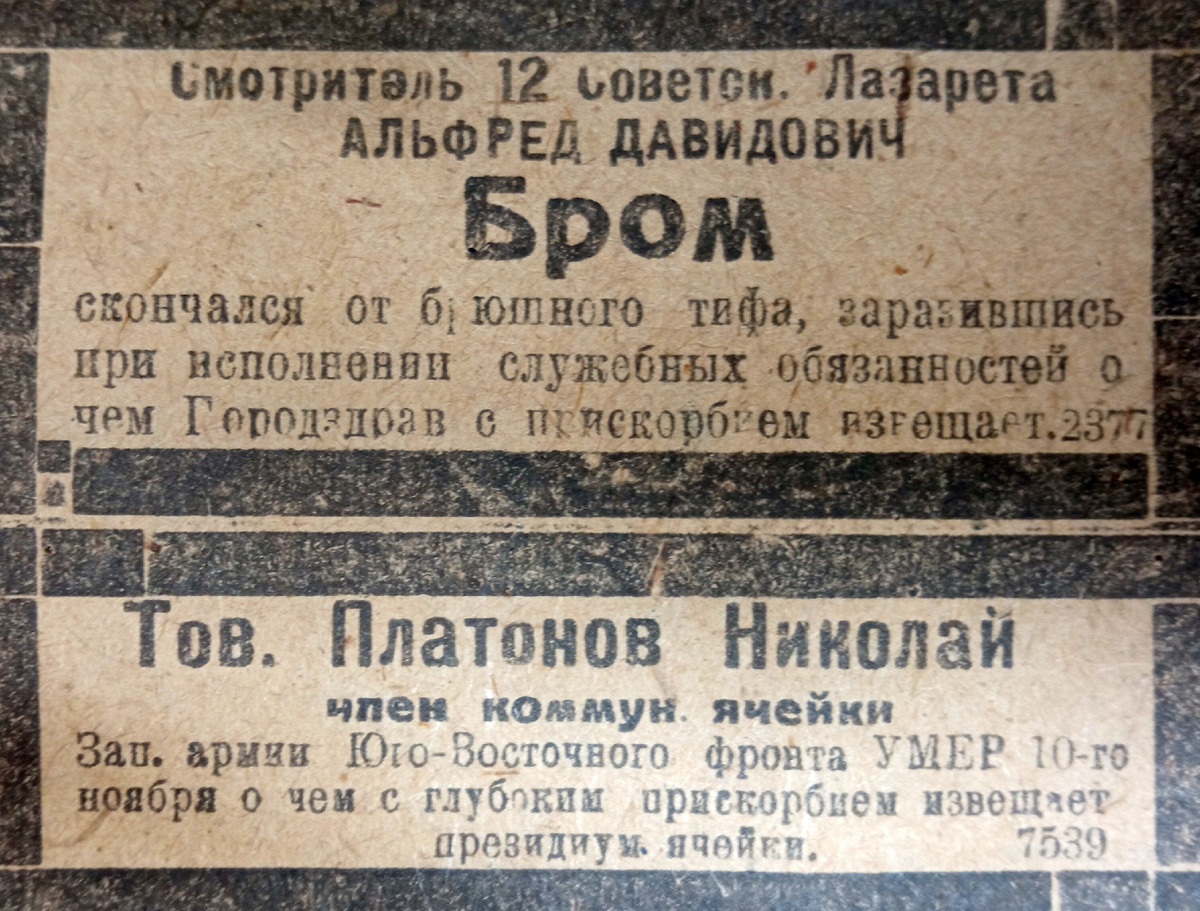 Смотритель 12 Советск. Лазарета
АЛЬФРЕД ДАВИДОВИЧ
Бром
скончался от брюшного тифа, заразившись
при исполнении служебных обязанностей о
чем Городздрав с прискорбием извещает. 2377
Тов. Платонов Николай
член коммун. ячейки
Зап. армии Юго-Восточного фронта УМЕР 10-го
ноября о чем с глубоким прискорбием извещает
президиум. ячейки. 7539